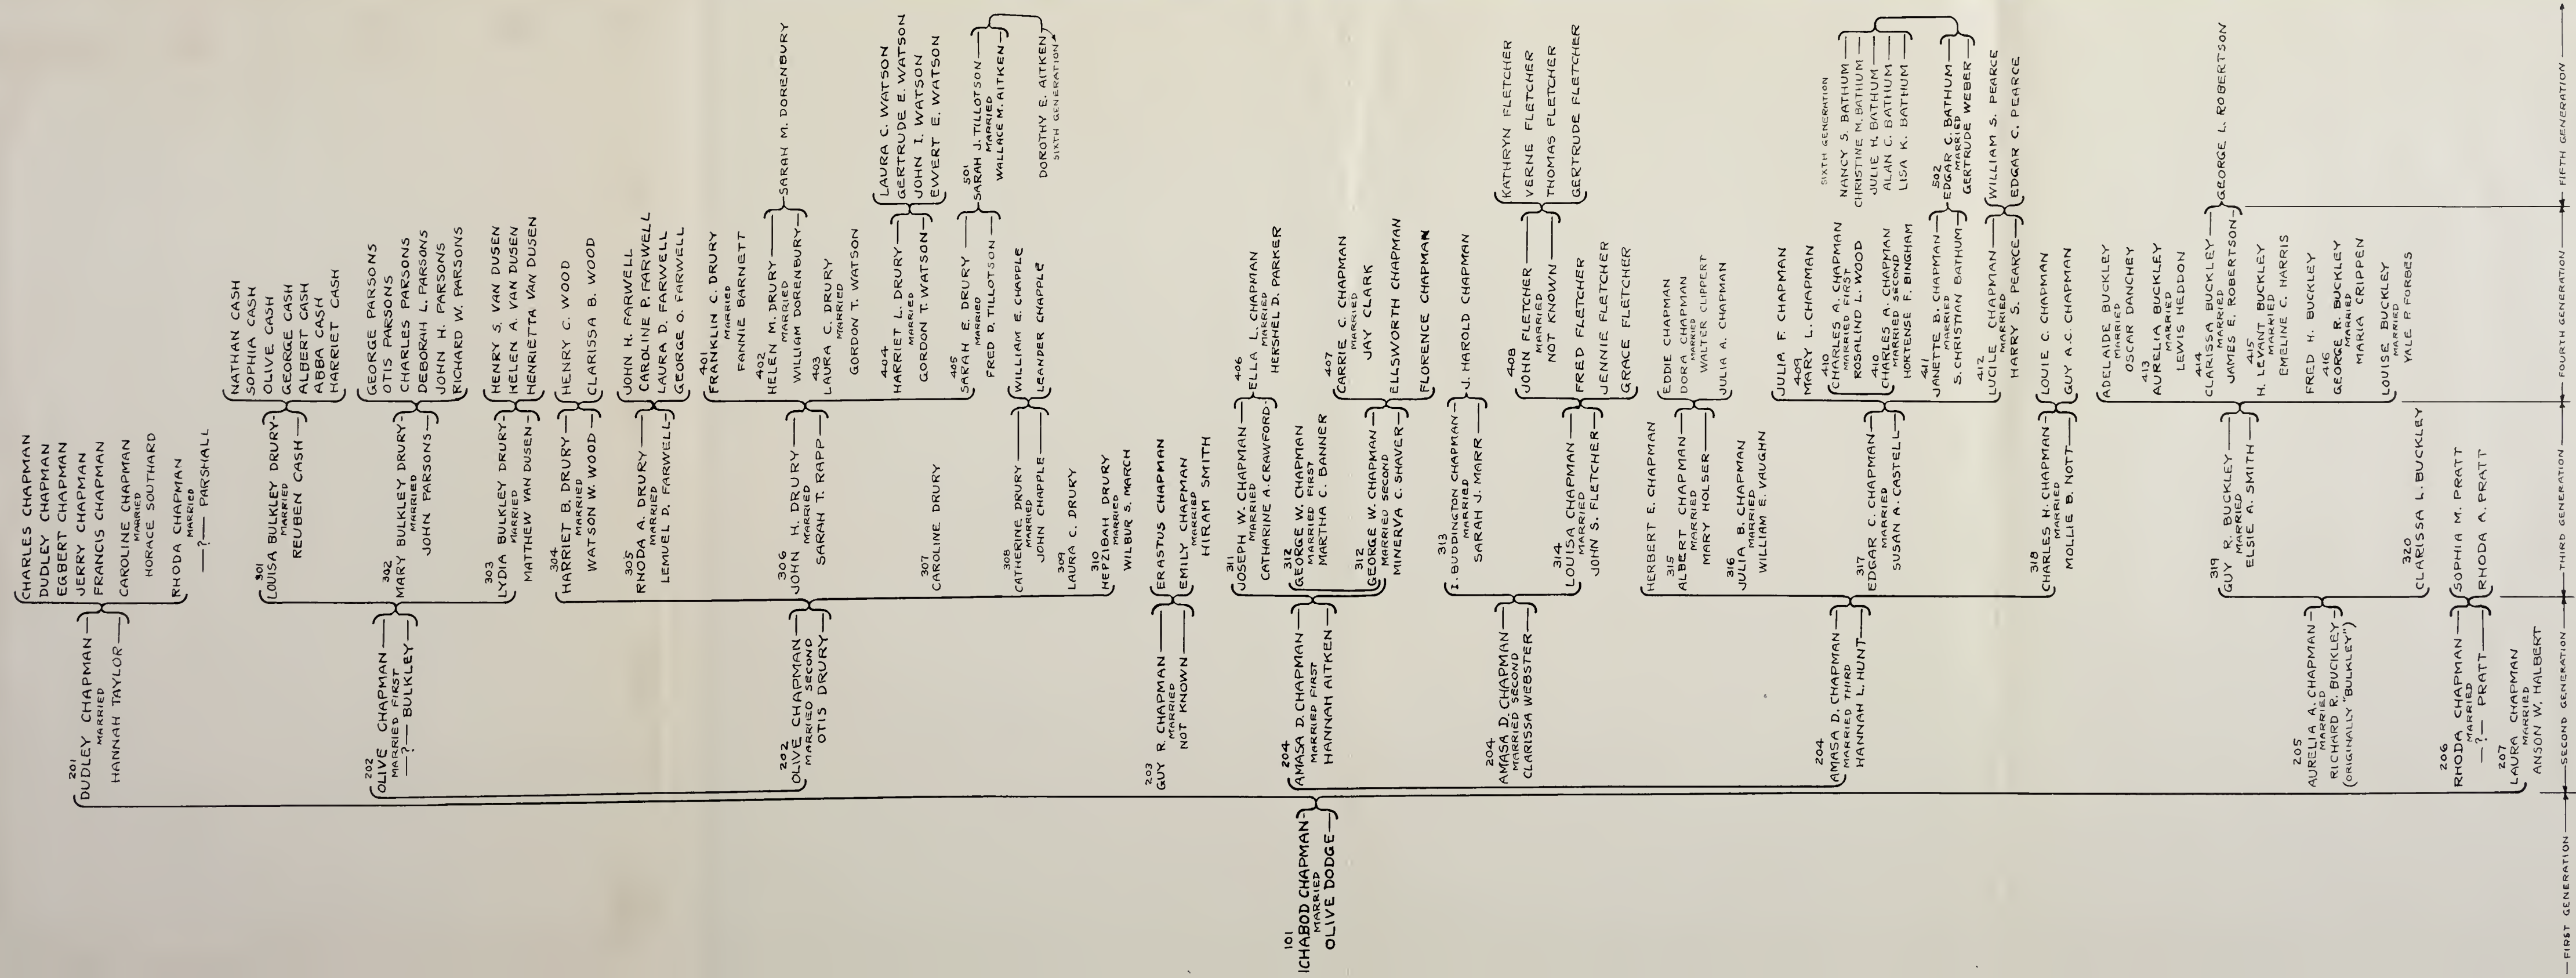 101
ICHABOD CHAPMAN
MARRIED
OLIVE DODGE
201
DUDLEY CHAPMAN
MARRIED
HANNAH TAYLOR
202
OLIVE CHAPMAN
MARRIED FIRST
—?— BULKLEY
202
OLIVE CHAPMAN
MARRIED SECOND
OTIS DRURY
203
GUY R. CHAPMAN
MARRIED
NOT KNOWN
204
AMASA D. CHAPMAN
MARRIED FIRST
HANNAH AITKEN
204
AMASA D. CHAPMAN
MARRIED SECOND
CLARISSA WEBSTER
204
AMASA D. CHAPMAN
MARRIED THIRD
HANNAH L. HUNT
205
AURELIA A. CHAPMAN
MARRIED
RICHARD R. BUCKLEY
(ORIGINALLY "BULKLEY")
206
RHODA CHAPMAN
MARRIED
—?— PRATT
207
LAURA CHAPMAN
MARRIED
ANSON W. HALBERT
CHARLES CHAPMAN
DUDLEY CHAPMAN
EGBERT CHAPMAN
JERRY CHAPMAN
FRANCIS CHAPMAN
CAROLINE CHAPMAN
MARRIED
HORACE SOUTHARD
RHODA CHAPMAN
MARRIED
—?— PARSHALL
301
LOUISA BULKLEY DRURY
MARRIED
REUBEN CASH
302
MARY BULKLEY DRURY
MARRIED
JOHN PARSONS
303
LYDIA BULKLEY DRURY
MARRIED
MATTHEW VAN DUSEN
304
HARRIET B. DRURY
MARRIED
WATSON W. WOOD
305
RHODA A. DRURY
MARRIED
LEMUEL D. FARWELL
306
JOHN H. DRURY
MARRIED
SARAH T. RAPP
307
CAROLINE DRURY
308
CATHERINE DRURY
MARRIED
JOHN CHAPPLE
309
LAURA C. DRURY
310
HEPZIBAH DRURY
MARRIED
WILBUR S. MARCH
ERASTUS CHAPMAN
EMILY CHAPMAN
MARRIED
HIRAM SMITH
311
JOSEPH W. CHAPMAN
MARRIED
CATHARINE A. CRAWFORD
312
GEORGE W. CHAPMAN
MARRIED FIRST
MARTHA C. BANNER
312
GEORGE W. CHAPMAN
MARRIED SECOND
MINERVA C. SHAVER
313
I. BUDDINGTON CHAPMAN
MARRIED
SARAH J. MARR
314
LOUISA CHAPMAN
MARRIED
JOHN S. FLETCHER
HERBERT E. CHAPMAN
315
ALBERT CHAPMAN
MARRIED
MARY HOLSER
316
JULIA B. CHAPMAN
MARRIED
WILLIAM E. VAUGHN
317
EDGAR C. CHAPMAN
MARRIED
SUSAN A. CASTELL
318
CHARLES H. CHAPMAN
MARRIED
MOLLIE B. NOTT
319
GUY R. BUCKLEY
MARRIED
ELSIE A. SMITH
320
CLARISSA L. BUCKLEY
SOPHIA M. PRATT
RHODA A. PRATT
NATHAN CASH
SOPHIA CASH
OLIVE CASH
GEORGE CASH
ALBERT CASH
ABBA CASH
HARRIET CASH
GEORGE PARSONS
OTIS PARSONS
CHARLES PARSONS
DEBORAH L. PARSONS
JOHN H. PARSONS
RICHARD W. PARSONS
HENRY S. VAN DUSEN
HELEN A. VAN DUSEN
HENRIETTA VAN DUSEN
HENRY C. WOOD
CLARISSA B. WOOD
JOHN H. FARWELL
CAROLINE P. FARWELL
LAURA D. FARWELL
GEORGE O. FARWELL
401
FRANKLIN C. DRURY
MARRIED
FANNIE BARNETT
402
HELEN M. DRURY
MARRIED
WILLIAM DORENBURY
403
LAURA C. DRURY
MARRIED
GORDON T. WATSON
404
HARRIET L. DRURY
MARRIED
GORDON T. WATSON
405
SARAH E. DRURY
MARRIED
FRED D. TILLOTSON
WILLIAM E. CHAPPLE
LEANDER CHAPPLE
406
ELLA L. CHAPMAN
MARRIED
HERSHEL D. PARKER
407
CARRIE C. CHAPMAN
MARRIED
JAY CLARK
ELLSWORTH CHAPMAN
FLORENCE CHAPMAN
J. HAROLD CHAPMAN
408
JOHN FLETCHER
MARRIED
NOT KNOWN
FRED FLETCHER
JENNIE FLETCHER
GRACE FLETCHER
EDDIE CHAPMAN
DORA CHAPMAN
MARRIED
WALTER CLIPPERT
JULIA A. CHAPMAN
JULIA F. CHAPMAN
409
MARY L. CHAPMAN
410
CHARLES A. CHAPMAN
MARRIED FIRST
ROSALIND L. WOOD
410
CHARLES A. CHAPMAN
MARRIED SECOND
HORTENSE F. BINGHAM
411
JANETTE B. CHAPMAN
MARRIED
S. CHRISTIAN BATHUM
412
LUCILE CHAPMAN
MARRIED
HARRY S. PEARCE
LOUIE C. CHAPMAN
GUY A.C. CHAPMAN
ADELAIDE BUCKLEY
MARRIED
OSCAR DANCHEY
413
AURELIA BUCKLEY
MARRIED
LEWIS HEDDON
414
CLARISSA BUCKLEY
MARRIED
JAMES E. ROBERTSON
415
H. LEVANT BUCKLEY
MARRIED
EMELINE C. HARRIS
FRED H. BUCKLEY
416
GEORGE R. BUCKLEY
MARRIED
MARIA CRIPPEN
LOUISE BUCKLEY
MARRIED
YALE P. FORBES
SARAH M. DORENBURY
LAURA C. WATSON
GERTRUDE E. WATSON
JOHN I. WATSON
EWERT E. WATSON
501
SARAH J. TILLOTSON
MARRIED
WALLACE M. AITKEN
DOROTHY E. AITKEN
SIXTH GENERATION
KATHRYN FLETCHER
VERNE FLETCHER
THOMAS FLETCHER
GERTRUDE FLETCHER
SIXTH GENERATION
NANCY S. BATHUM
CHRISTINE M. BATHUM
JULIE H. BATHUM
ALAN C. BATHUM
LISA K. BATHUM
502
EDGAR C. BATHUM
MARRIED
GERTRUDE WEBER
WILLIAM S. PEARCE
EDGAR C. PEARCE
GEORGE L. ROBERTSON
FIRST GENERATION
SECOND GENERATION
THIRD GENERATION
FOURTH GENERATION
FIFTH GENERATION